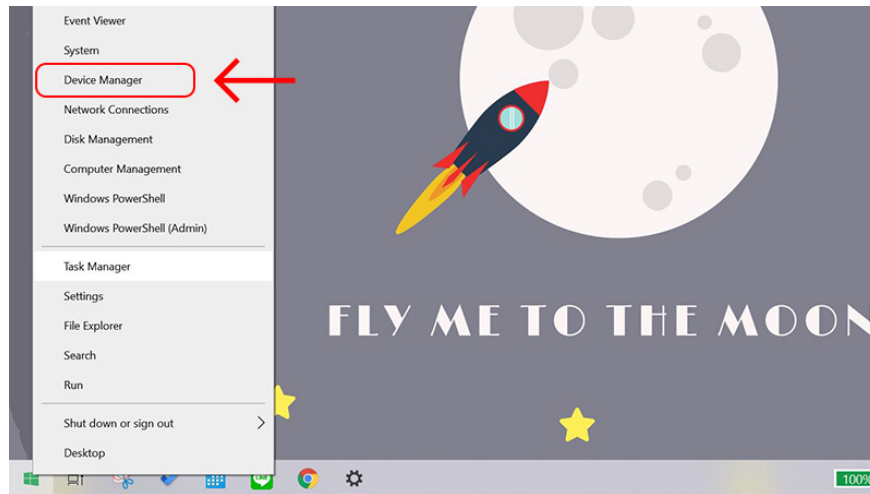 Event Viewer
System
Device Manager
Network Connections
Disk Management
Computer Management
Windows PowerShell
Windows PowerShell (Admin)
Task Manager
Settings
File Explorer
Search
Run
Shut down or sign out
Desktop
FLY ME TO THE MOON
LINE
100%